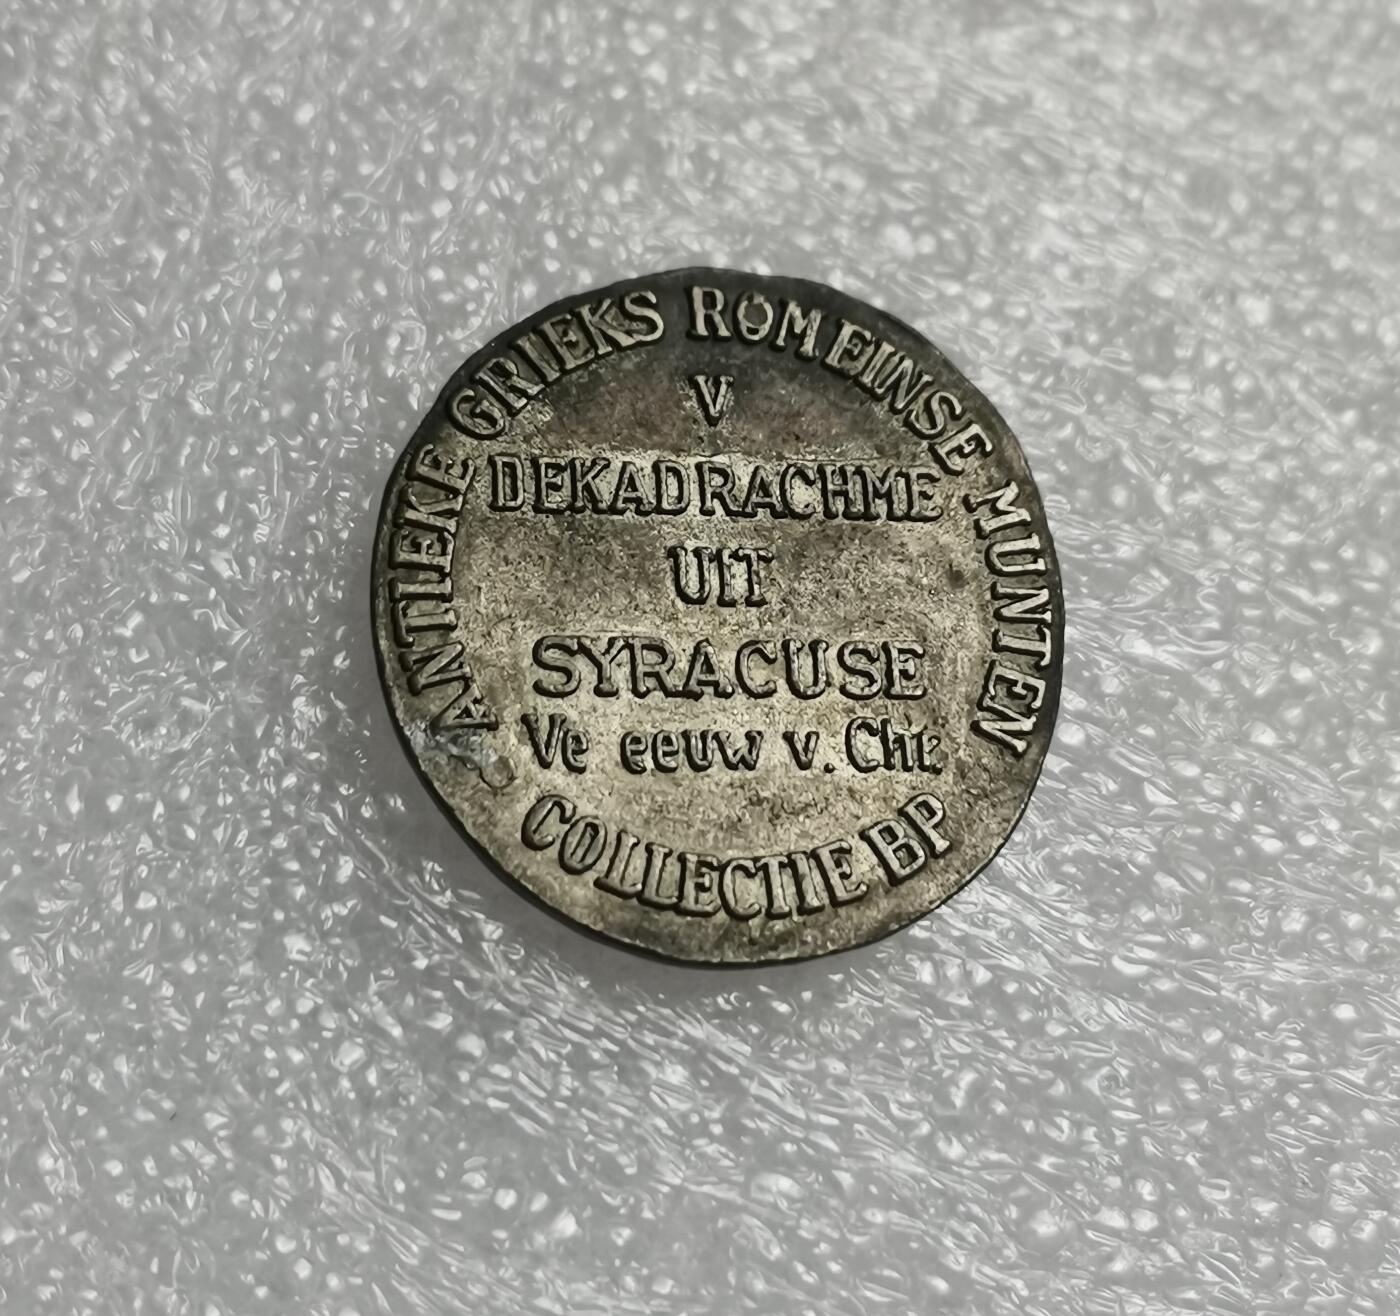 ANTIEKE GRIEKS ROMEINSE MUNTEN
V
DEKADRACHME
UIT
SYRACUSE
Ve eeuw v. Chr.
COLLECTIE BP